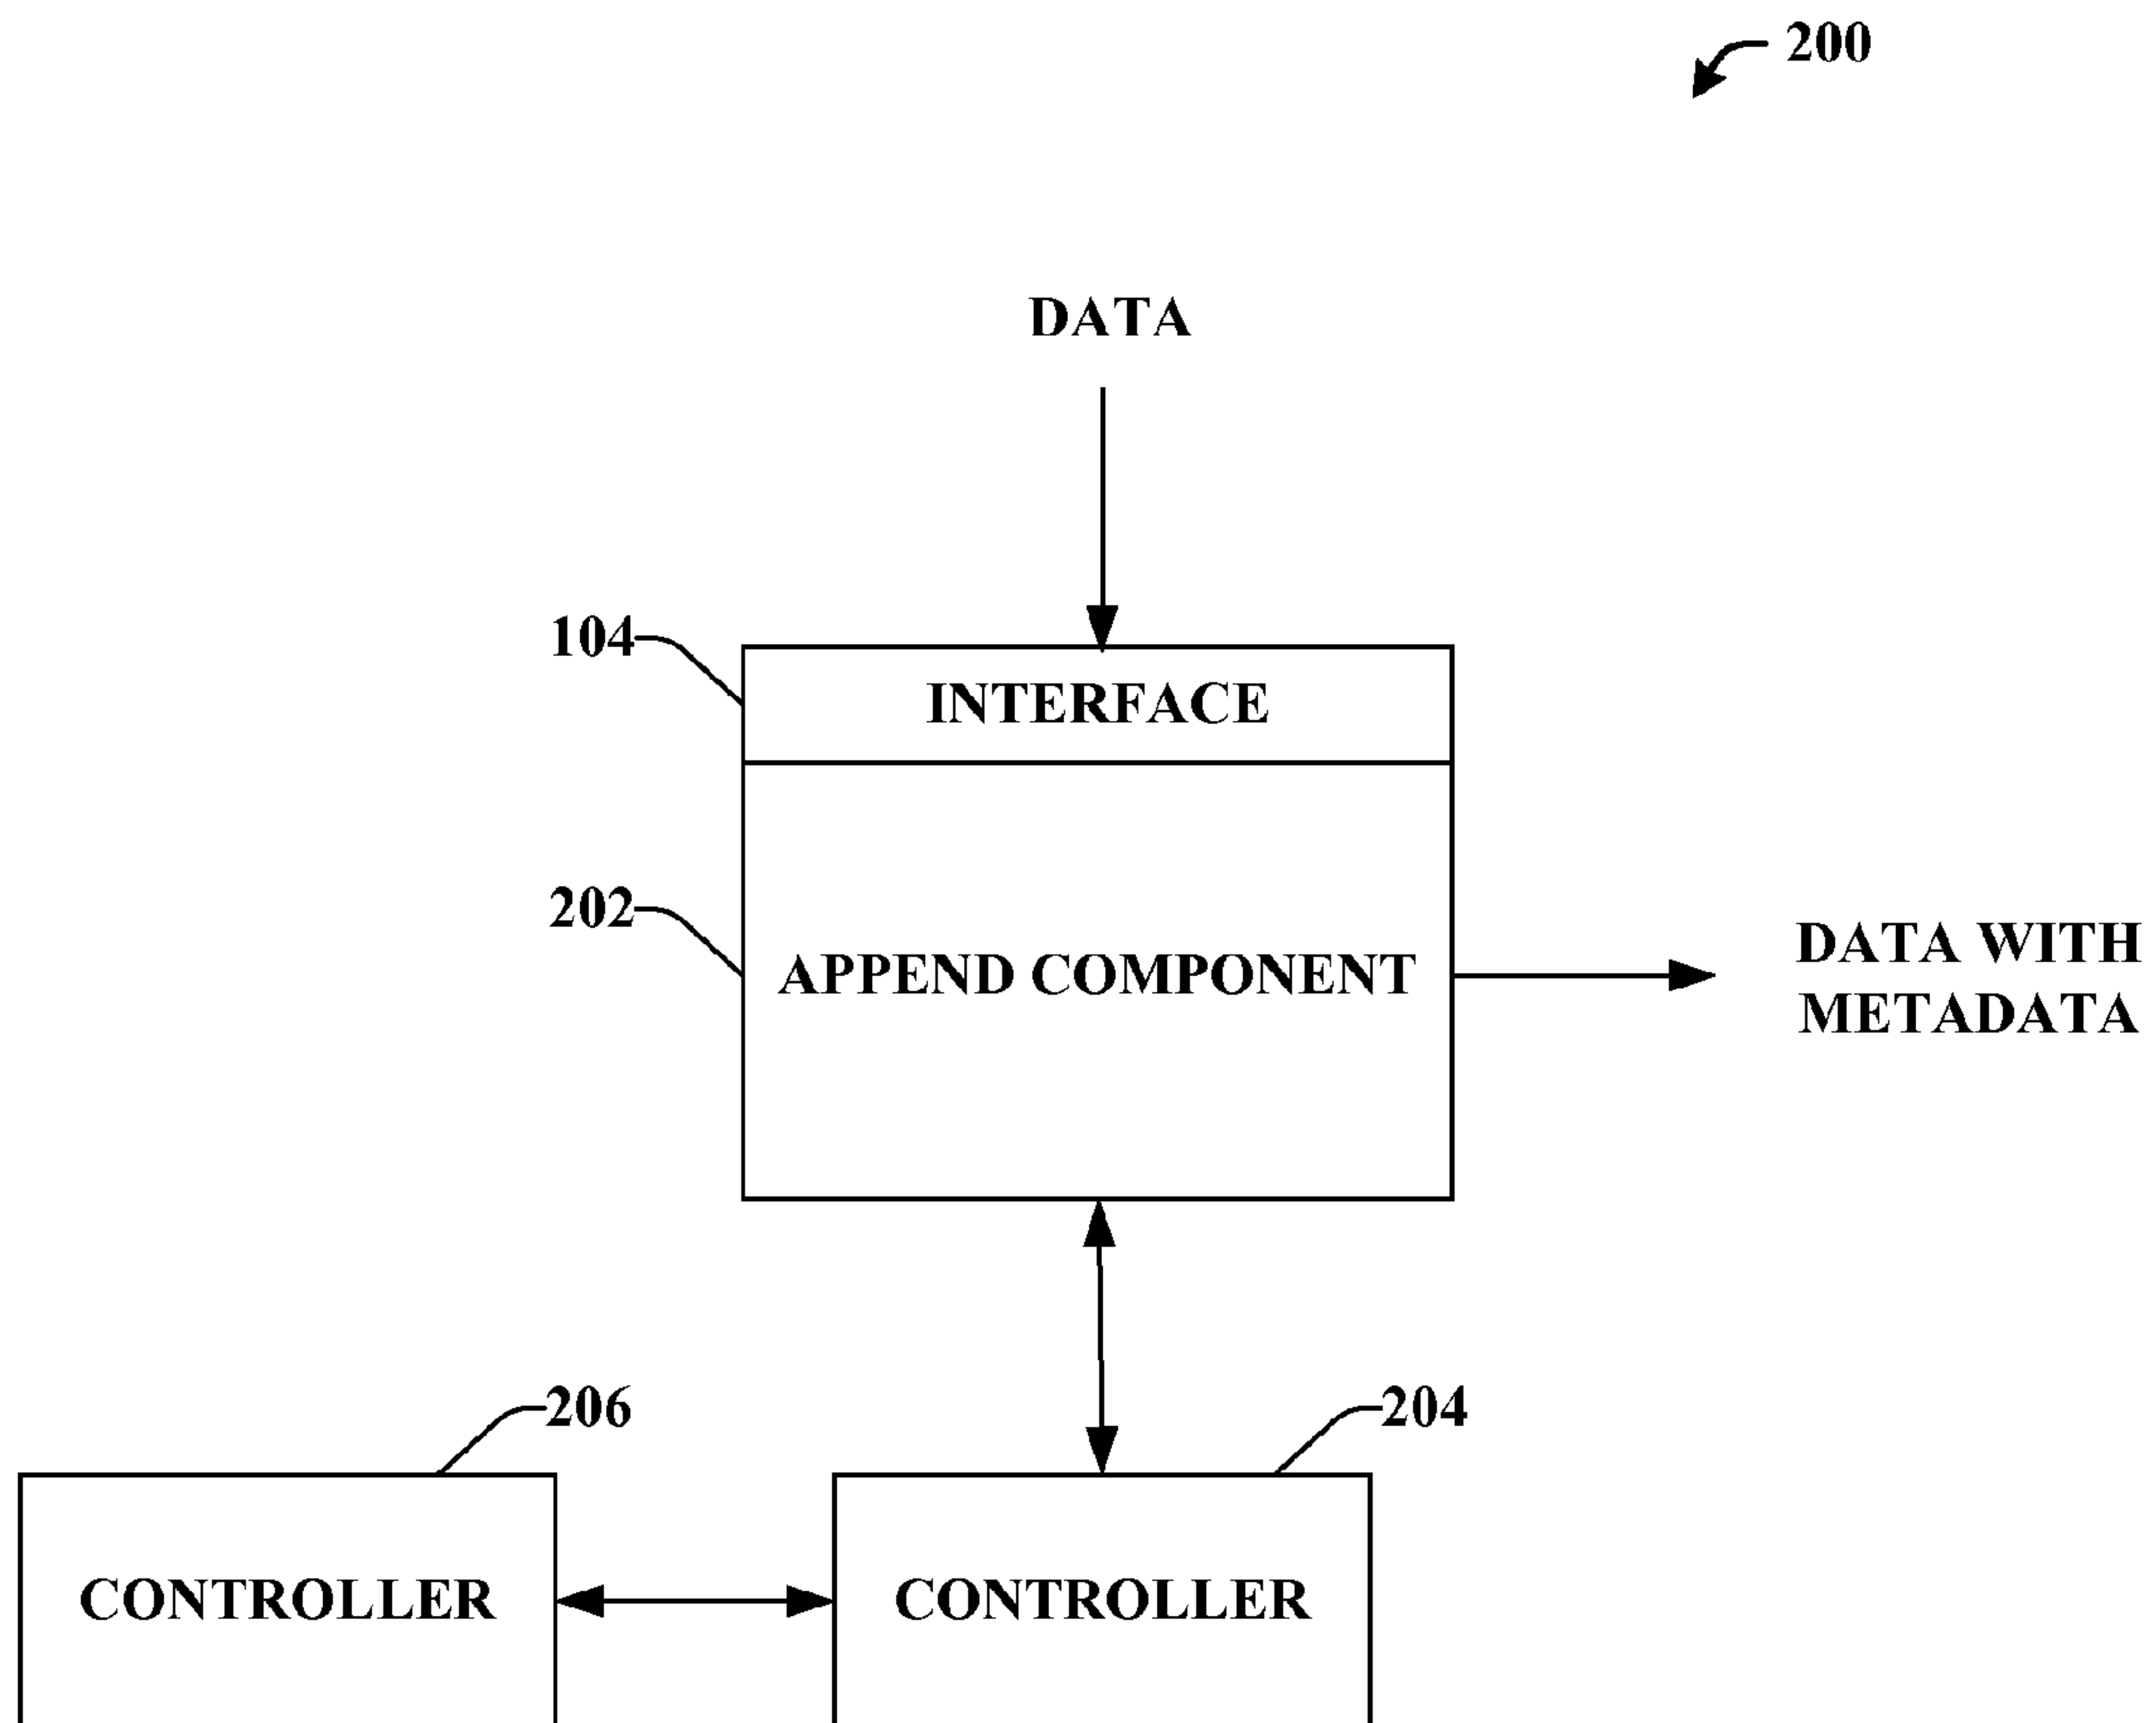 200
DATA
104
INTERFACE
202
APPEND COMPONENT
DATA WITH
METADATA
206
204
CONTROLLER
CONTROLLER